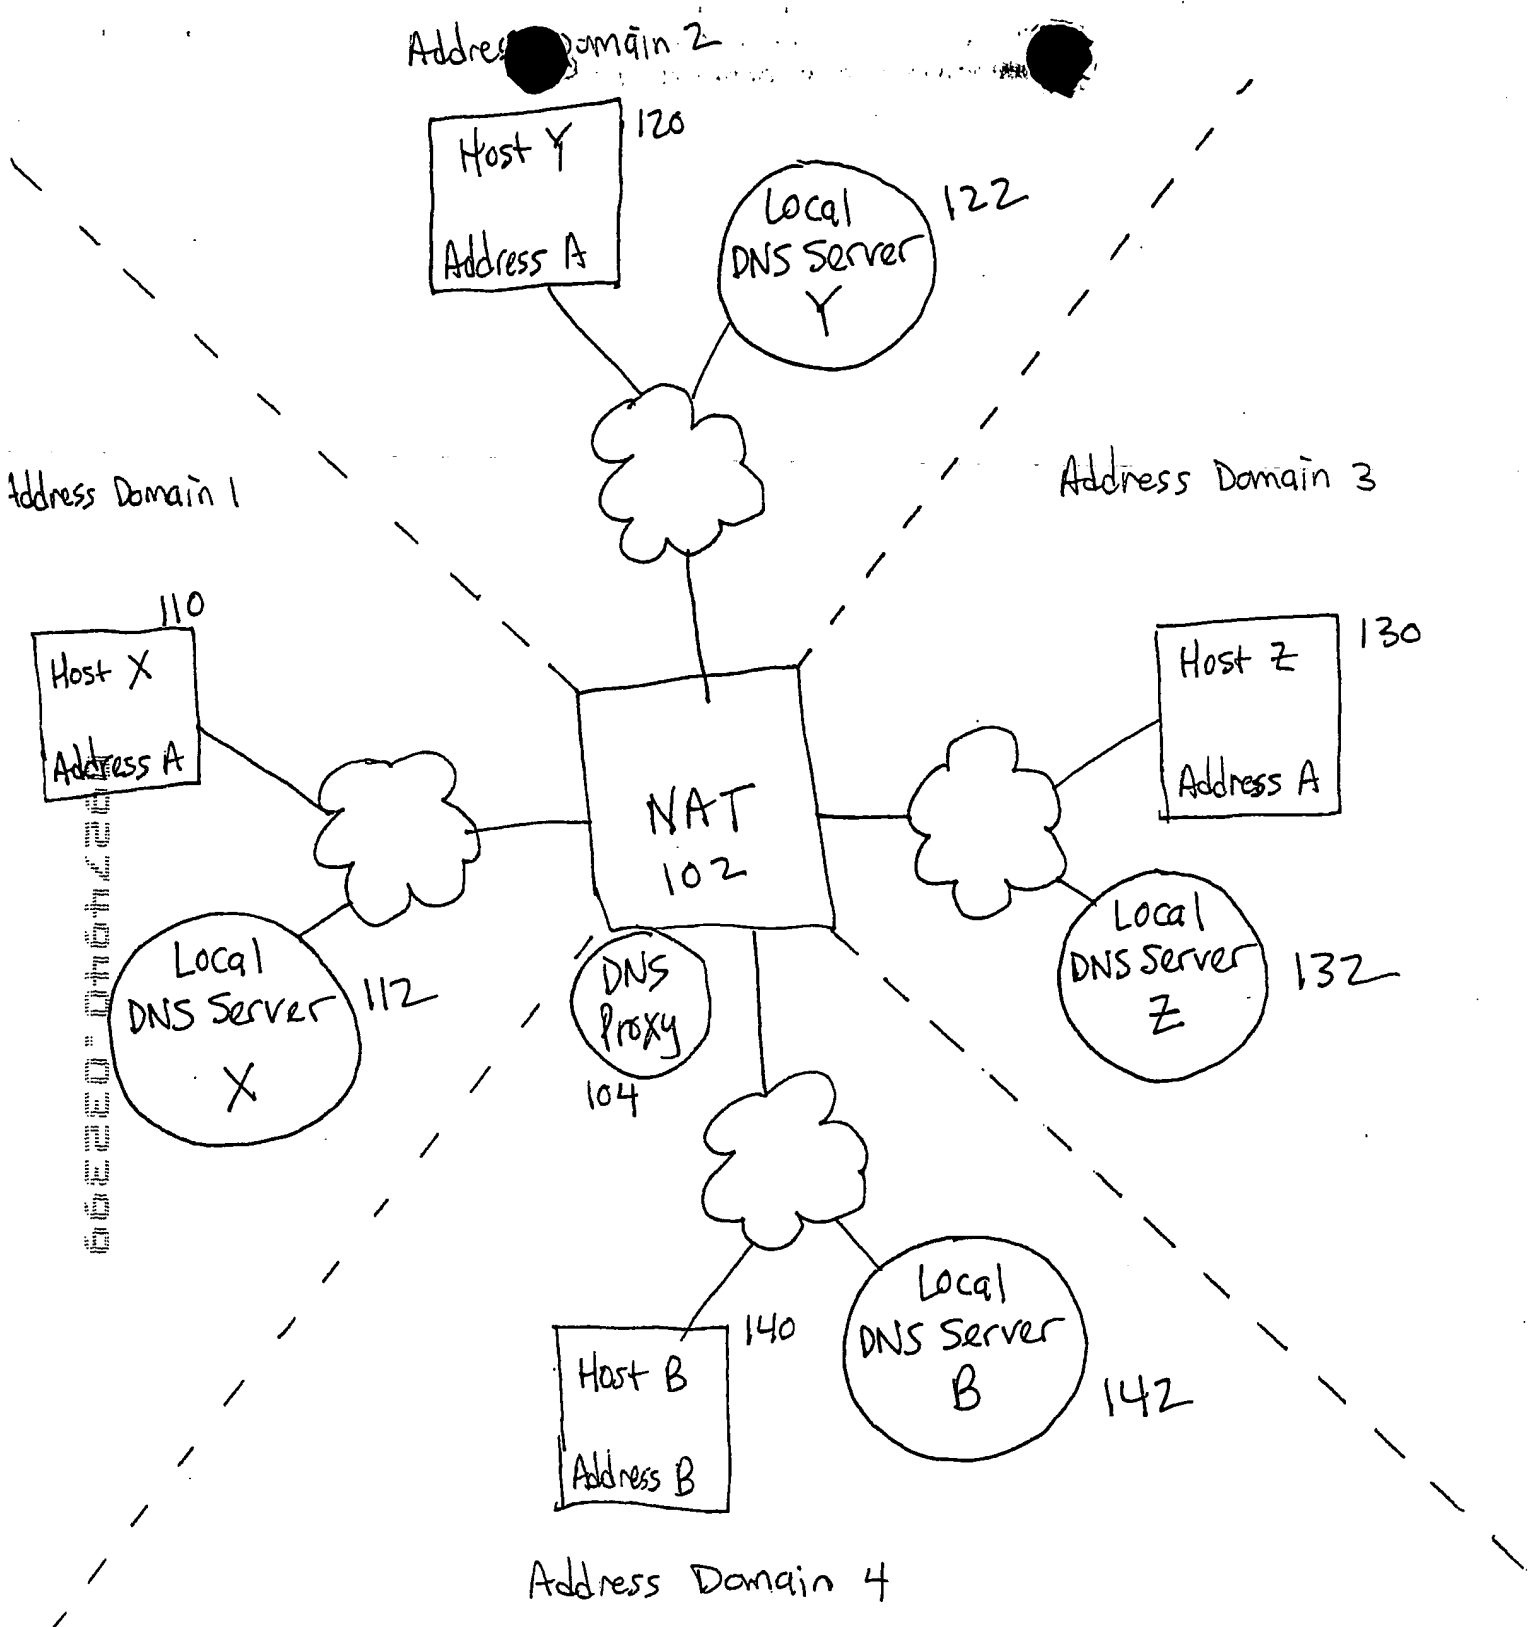 Address Domain 2
Host Y
Address A
120
Local
DNS Server
Y
122
Address Domain 1
Address Domain 3
110
Host X
Address A
Host Z
Address A
130
NAT
102
Local
DNS Server
X
112
DNS
Proxy
104
Local
DNS Server
Z
132
Host B
Address B
140
Local
DNS Server
B
142
Address Domain 4